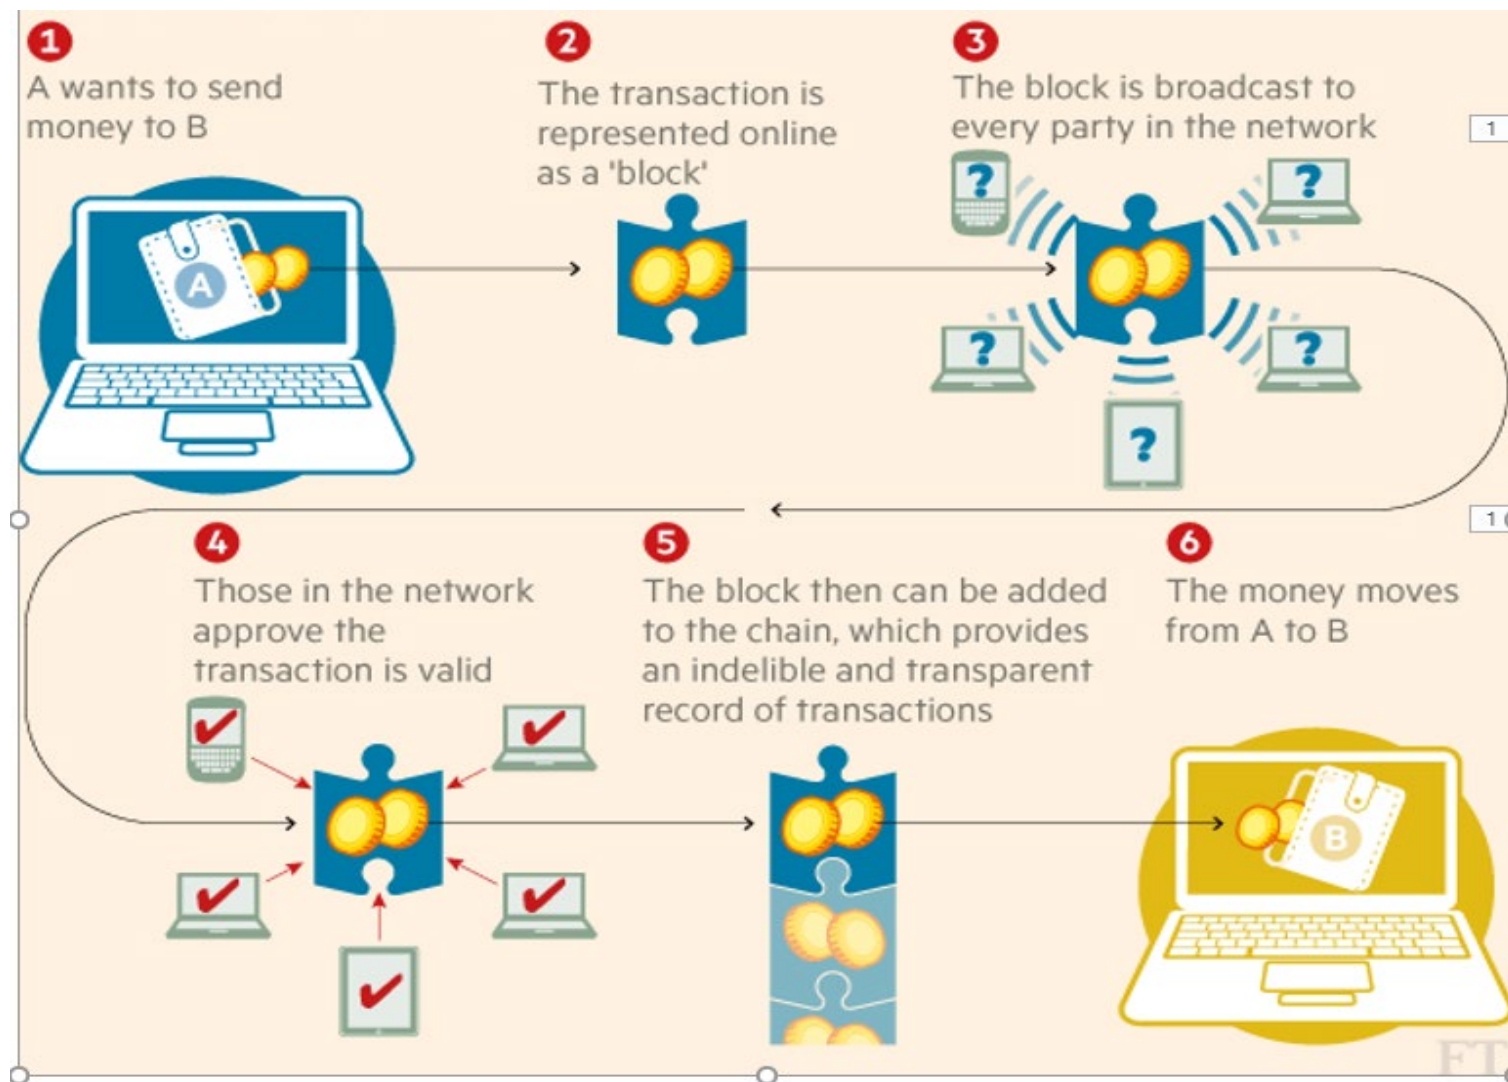 1
A wants to send
money to B
A
2
The transaction is
represented online
as a 'block'
3
The block is broadcast to
every party in the network
?
?
?
?
?
1
4
Those in the network
approve the
transaction is valid
5
The block then can be added
to the chain, which provides
an indelible and transparent
record of transactions
6
The money moves
from A to B
B
1
FT